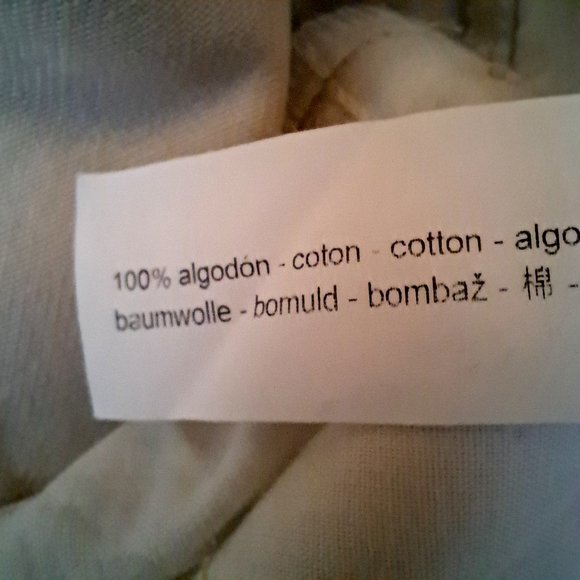 100% algodón - coton - cotton - algo
baumwolle - bomuld - bombaž - 棉 -